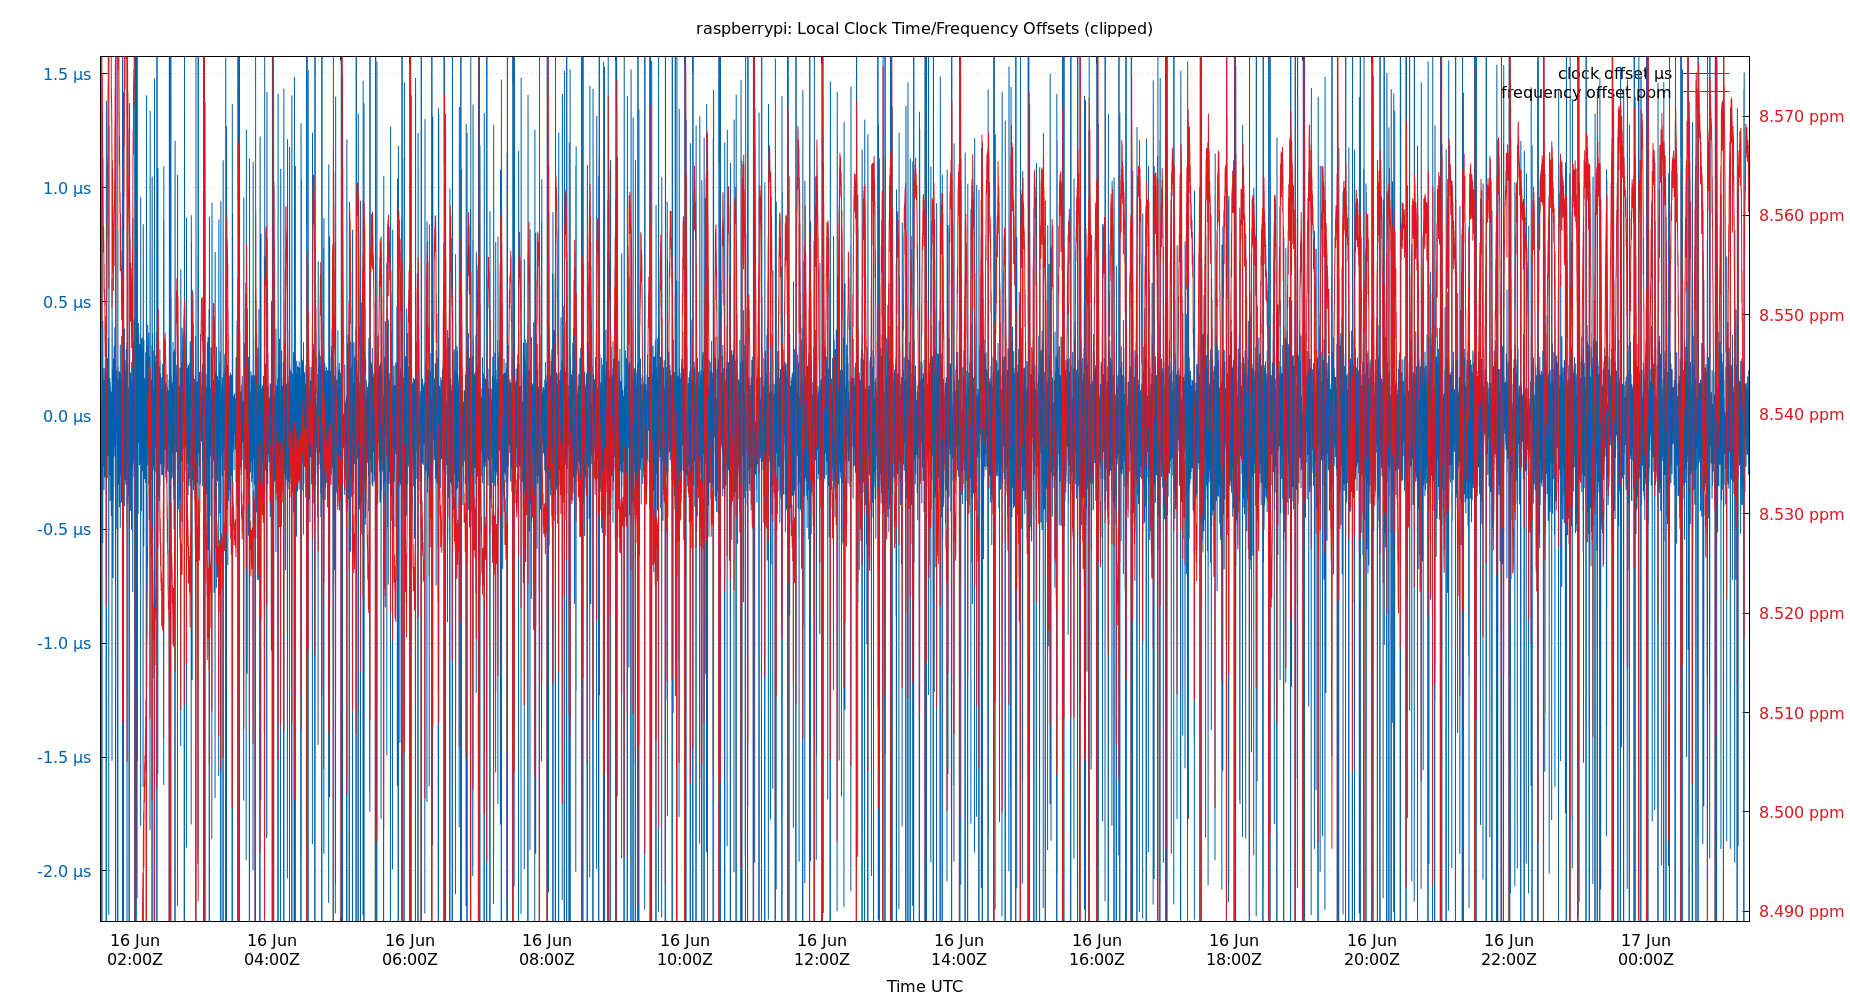 raspberrypi: Local Clock Time/Frequency Offsets (clipped)
clock offset µs
frequency offset ppm
1.5 µs
1.0 µs
0.5 µs
0.0 µs
-0.5 µs
-1.0 µs
-1.5 µs
-2.0 µs
8.570 ppm
8.560 ppm
8.550 ppm
8.540 ppm
8.530 ppm
8.520 ppm
8.510 ppm
8.500 ppm
8.490 ppm
16 Jun
02:00Z
16 Jun
04:00Z
16 Jun
06:00Z
16 Jun
08:00Z
16 Jun
10:00Z
16 Jun
12:00Z
16 Jun
14:00Z
16 Jun
16:00Z
16 Jun
18:00Z
16 Jun
20:00Z
16 Jun
22:00Z
17 Jun
00:00Z
Time UTC